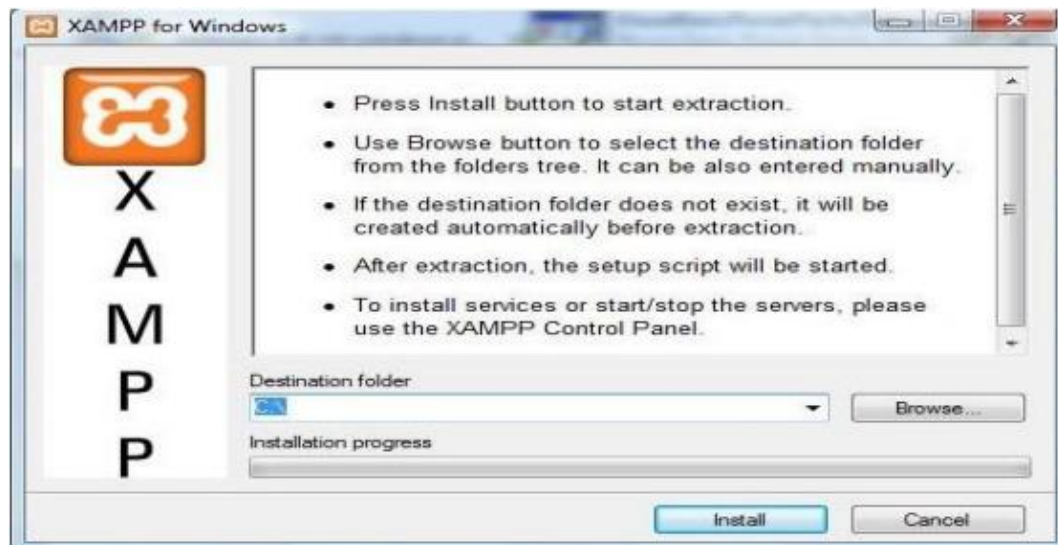 XAMPP for Windows
X
A
M
P
P
• Press Install button to start extraction.
• Use Browse button to select the destination folder
from the folders tree. It can be also entered manually.
• If the destination folder does not exist, it will be
created automatically before extraction.
• After extraction, the setup script will be started.
• To install services or start/stop the servers, please
use the XAMPP Control Panel.
Destination folder
C:\
Browse...
Installation progress
Install
Cancel